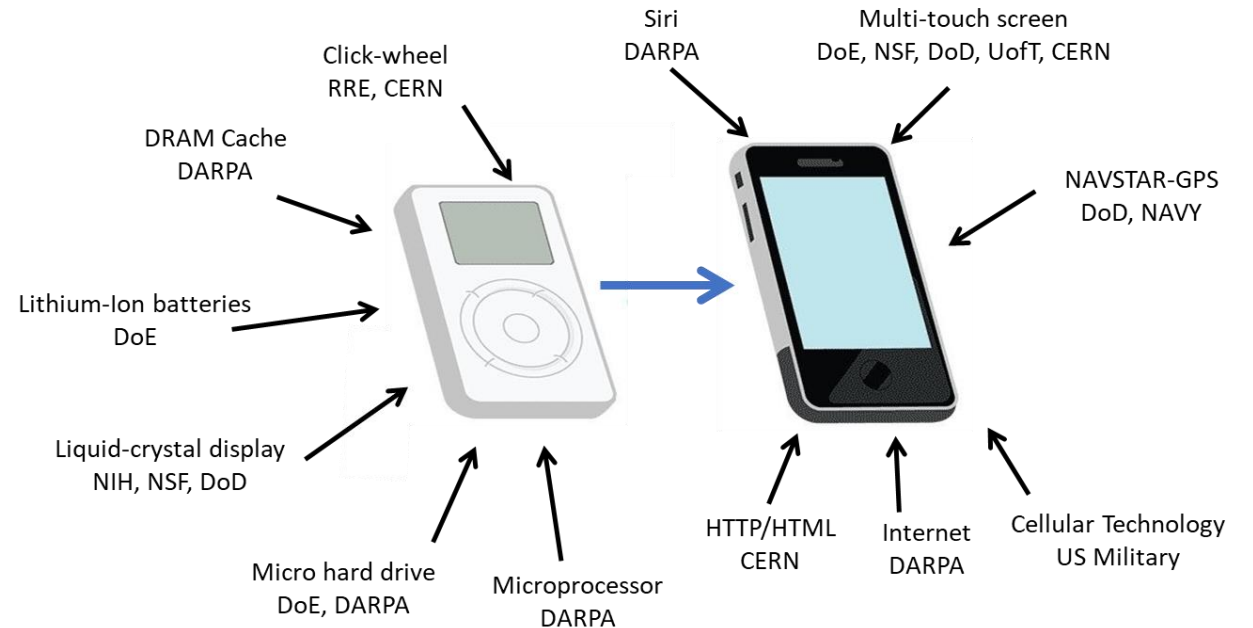 Siri
DARPA
Multi-touch screen
DoE, NSF, DoD, UofT, CERN
Click-wheel
RRE, CERN
DRAM Cache
DARPA
NAVSTAR-GPS
DoD, NAVY
Lithium-Ion batteries
DoE
Liquid-crystal display
NIH, NSF, DoD
Micro hard drive
DoE, DARPA
Microprocessor
DARPA
HTTP/HTML
CERN
Internet
DARPA
Cellular Technology
US Military